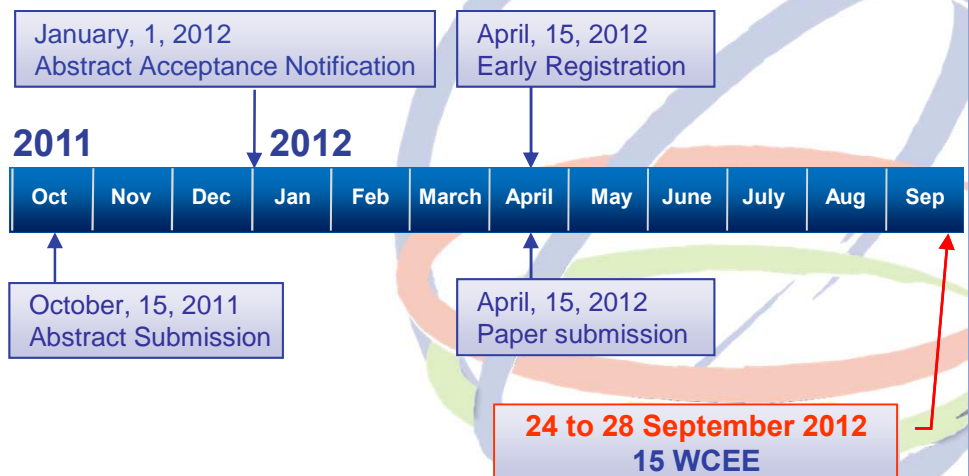 January, 1, 2012
Abstract Acceptance Notification
April, 15, 2012
Early Registration
2011 2012
Oct Nov Dec Jan Feb March April May June July Aug Sep
October, 15, 2011
Abstract Submission
April, 15, 2012
Paper submission
24 to 28 September 2012
15 WCEE